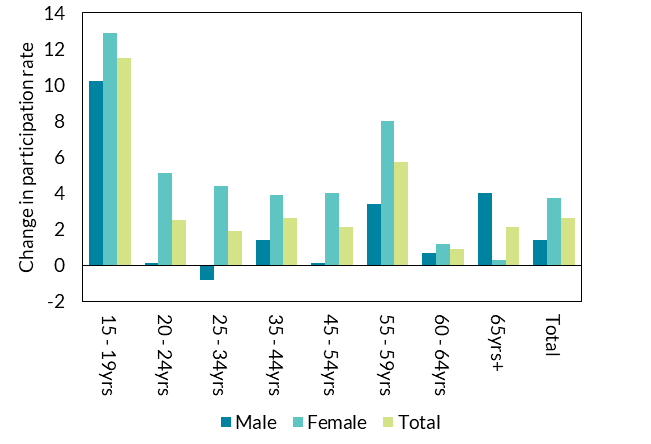 Change in participation rate
14
12
10
8
6
4
2
0
-2
15 - 19yrs
20 - 24yrs
25 - 34yrs
35 - 44yrs
45 - 54yrs
55 - 59yrs
60 - 64yrs
65yrs+
Total
Male Female Total